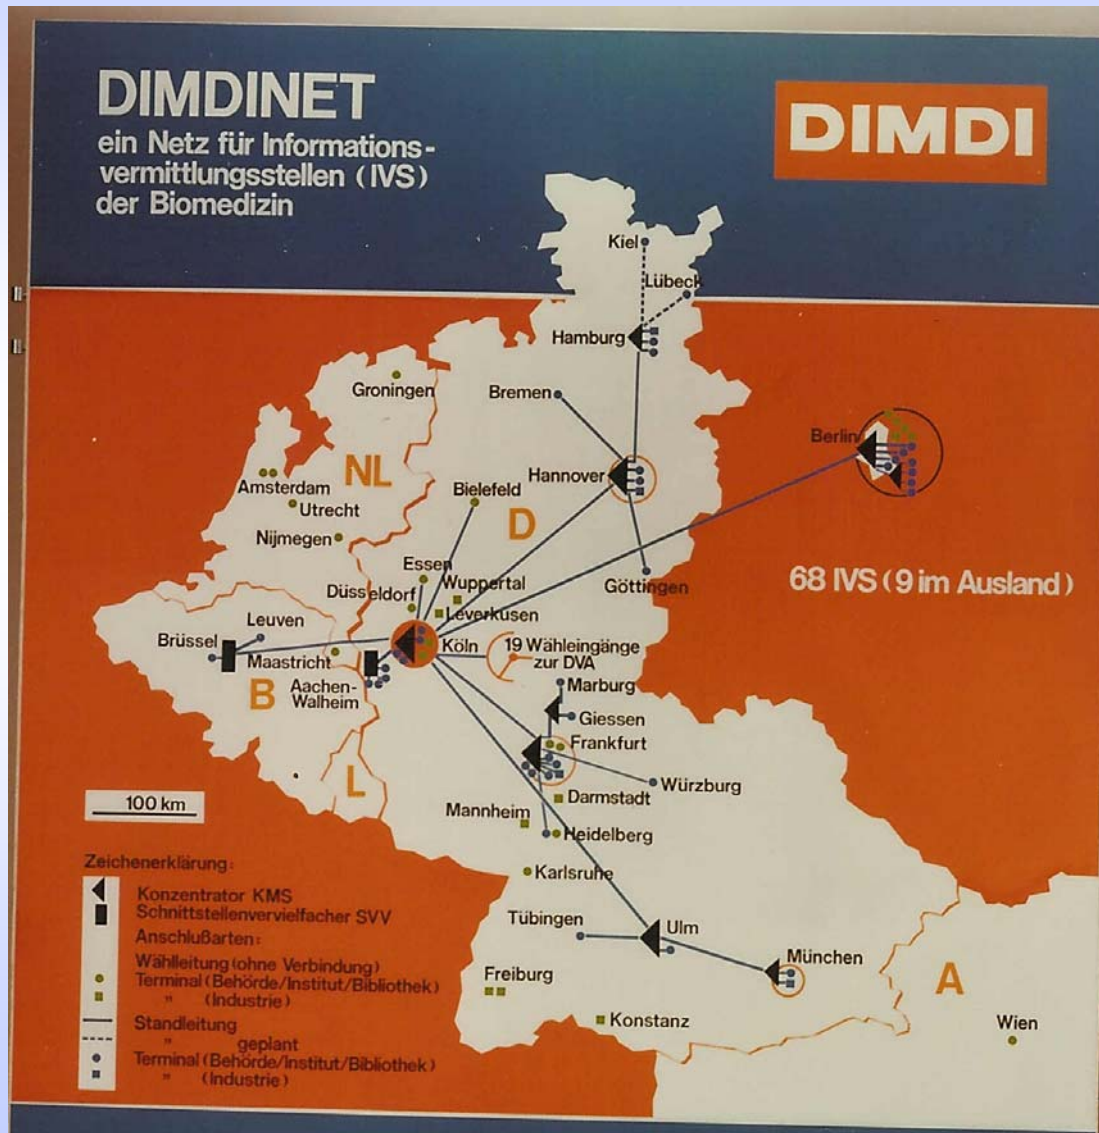 DIMDINET
ein Netz für Informations-
vermittlungsstellen (IVS)
der Biomedizin
DIMDI
Kiel
Lübeck
Hamburg
Groningen
Bremen
Berlin
NL
Hannover
Amsterdam
Bielefeld
Utrecht
D
Nijmegen
Essen
Göttingen
68 IVS (9 im Ausland)
Wuppertal
Düsseldorf
Leverkusen
Leuven
Brüssel
Köln
19 Wähleingänge
zur DVA
Maastricht
Aachen-
Walheim
B
Marburg
Giessen
Frankfurt
L
Würzburg
100 km
Darmstadt
Mannheim
Heidelberg
Karlsruhe
Tübingen
Ulm
München
Freiburg
A
Konstanz
Wien
Zeichenerklärung:
Konzentrator KMS
Schnittstellenvervielfacher SVV
Anschlußarten:
Wählleitung (ohne Verbindung)
Terminal (Behörde/Institut/Bibliothek)
" (Industrie)
Standleitung
" geplant
Terminal (Behörde/Institut/Bibliothek)
" (Industrie)